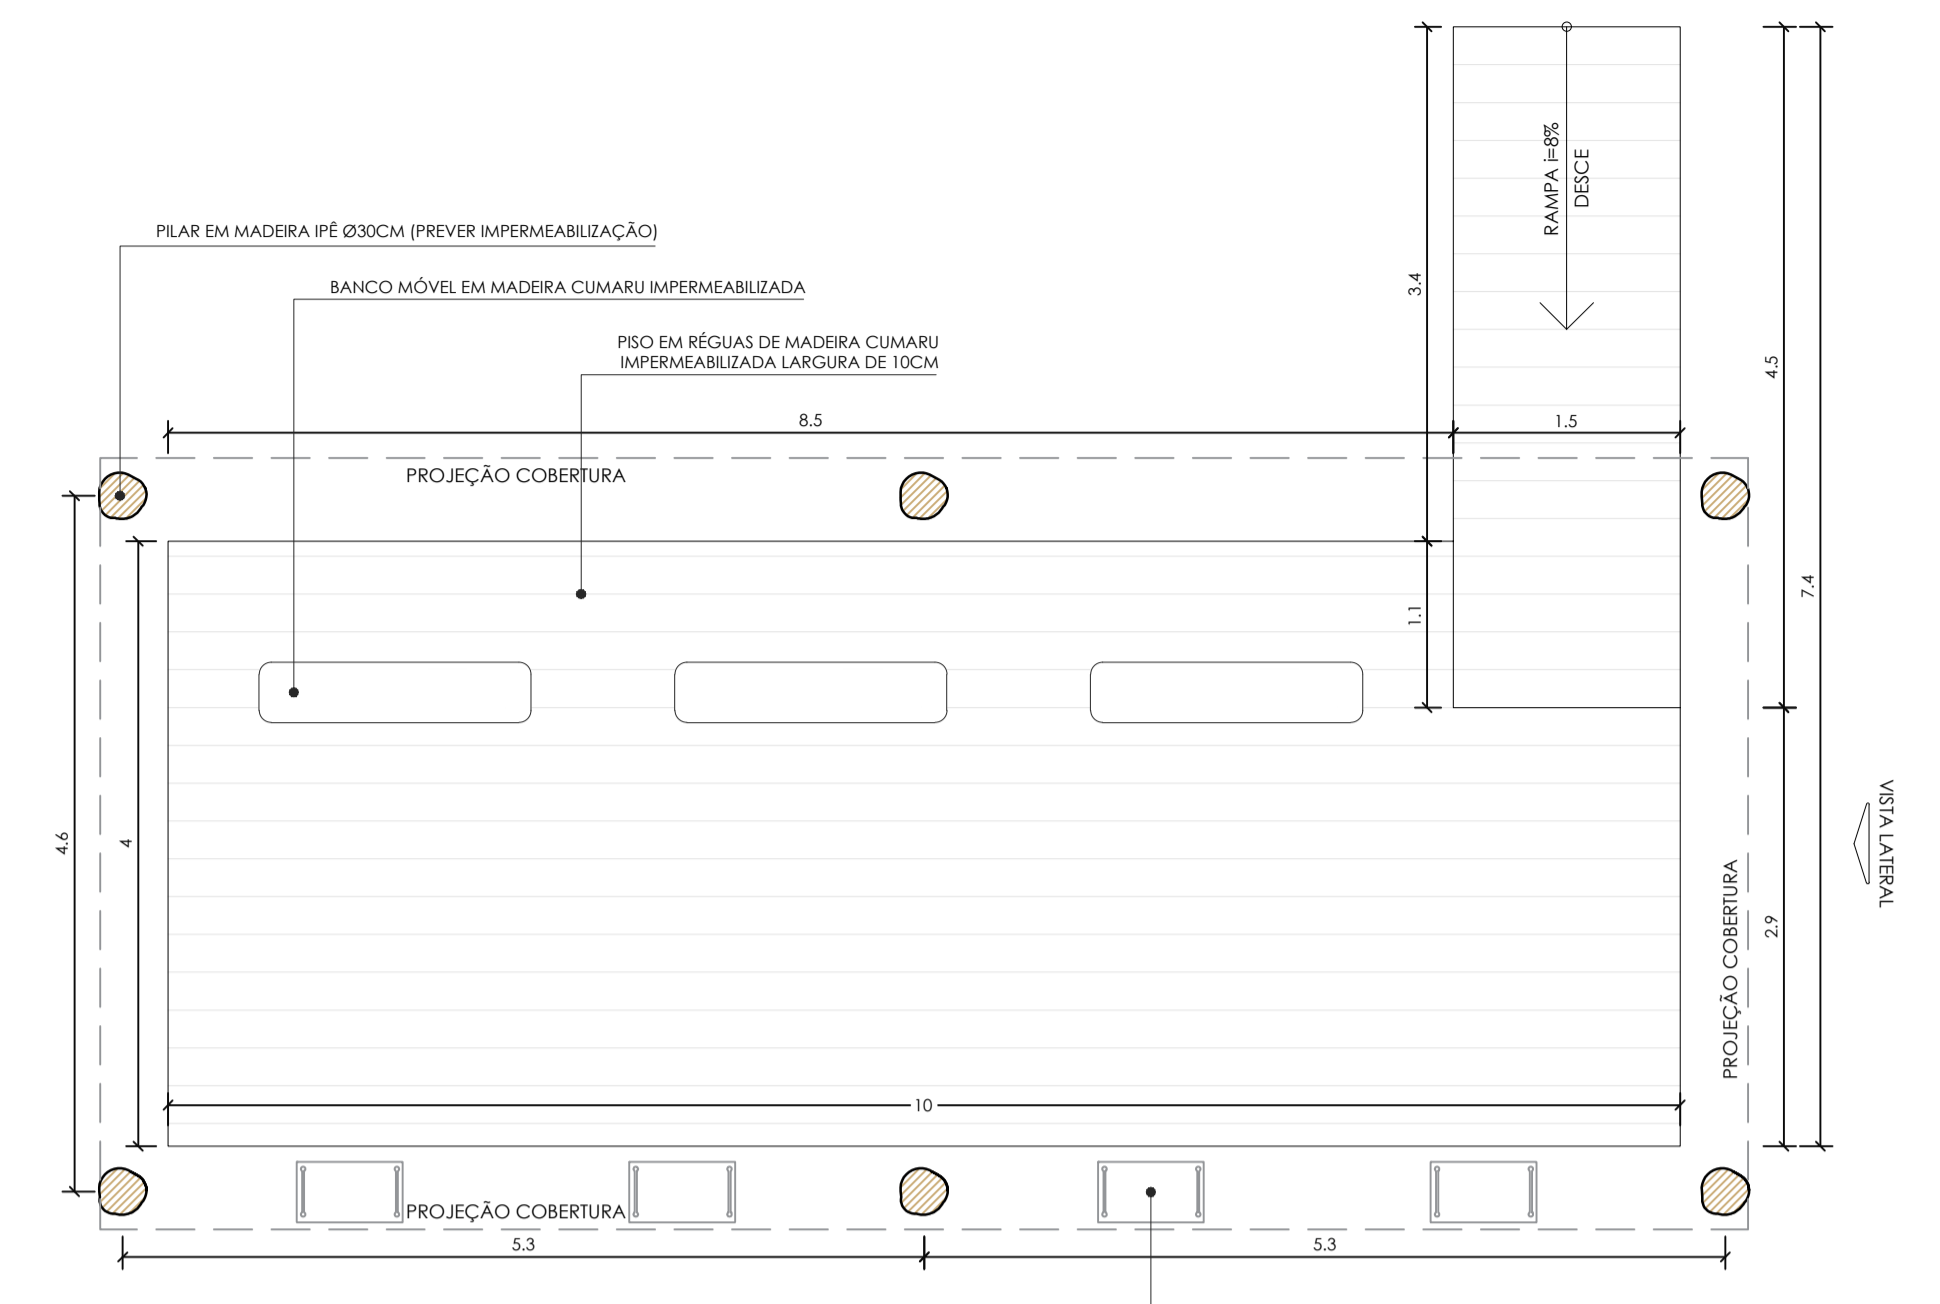 RAMPA i=8%
DESCE
PILAR EM MADEIRA IPÊ Ø30CM (PREVER IMPERMEABILIZAÇÃO)
BANCO MÓVEL EM MADEIRA CUMARU IMPERMEABILIZADA
3.4
PISO EM RÉGUAS DE MADEIRA CUMARU
IMPERMEABILIZADA LARGURA DE 10CM
4.5
8.5
1.5
PROJEÇÃO COBERTURA
7.4
1.1
4.6
4
VISTA LATERAL
2.9
PROJEÇÃO COBERTURA
10
PROJEÇÃO COBERTURA
5.3
5.3